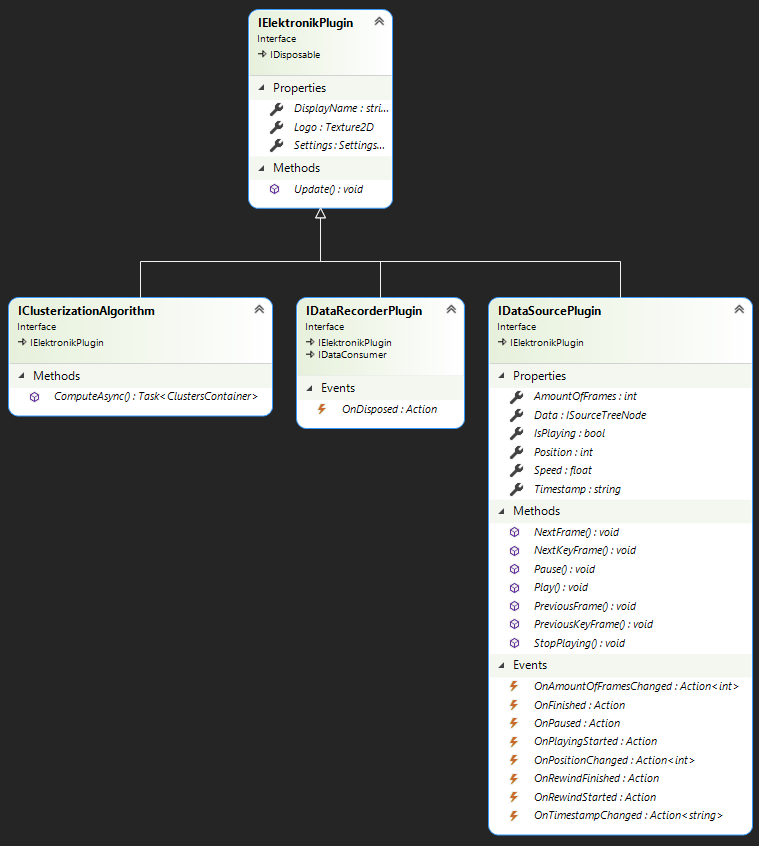 IElektronikPlugin
Interface
IDisposable
Properties
DisplayName : stri...
Logo : Texture2D
Settings : Settings...
Methods
Update() : void
IClusterizationAlgorithm
Interface
IElektronikPlugin
Methods
ComputeAsync() : Task<ClustersContainer>
IDataRecorderPlugin
Interface
IElektronikPlugin
IDataConsumer
Events
OnDisposed : Action
IDataSourcePlugin
Interface
IElektronikPlugin
Properties
AmountOfFrames : int
Data : ISourceTreeNode
IsPlaying : bool
Position : int
Speed : float
Timestamp : string
Methods
NextFrame() : void
NextKeyFrame() : void
Pause() : void
Play() : void
PreviousFrame() : void
PreviousKeyFrame() : void
StopPlaying() : void
Events
OnAmountOfFramesChanged : Action<int>
OnFinished : Action
OnPaused : Action
OnPlayingStarted : Action
OnPositionChanged : Action<int>
OnRewindFinished : Action
OnRewindStarted : Action
OnTimestampChanged : Action<string>